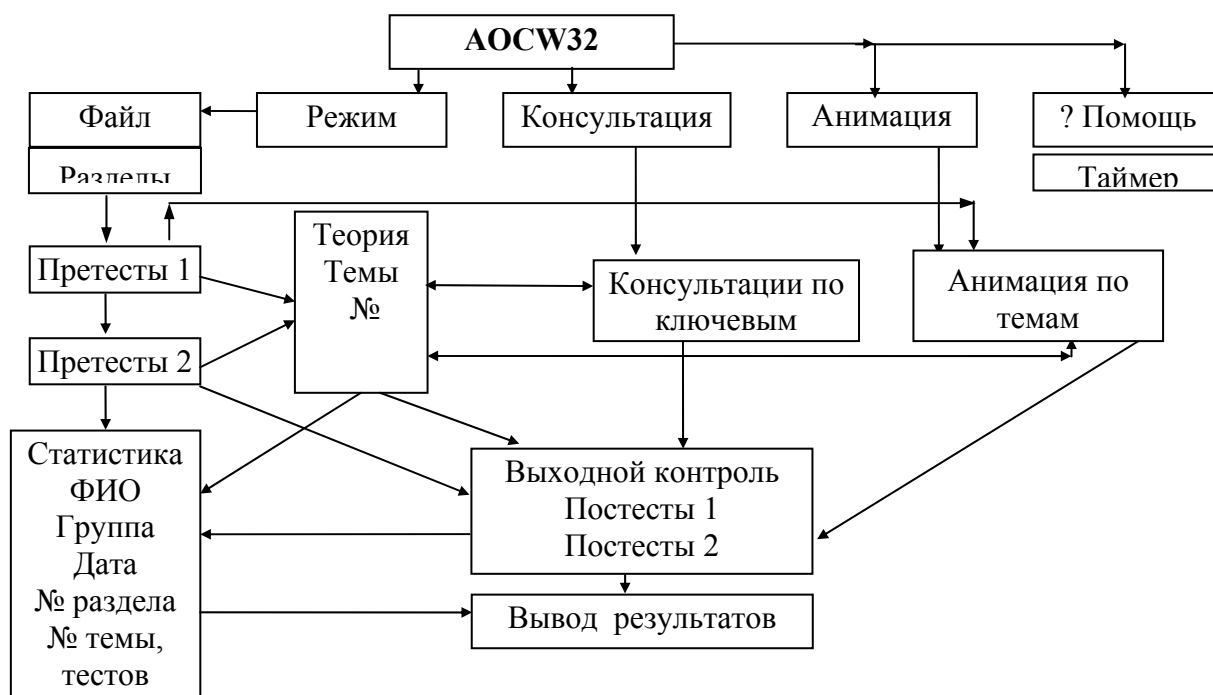 AOCW32
Файл
Режим
Консультация
Анимация
? Помощь
Разделы
Таймер
Претесты 1
Теория
Темы
№
Консультации по
ключевым
Анимация по
темам
Претесты 2
Статистика
ФИО
Группа
Дата
№ раздела
№ темы,
тестов
Выходной контроль
Постесты 1
Постесты 2
Вывод результатов